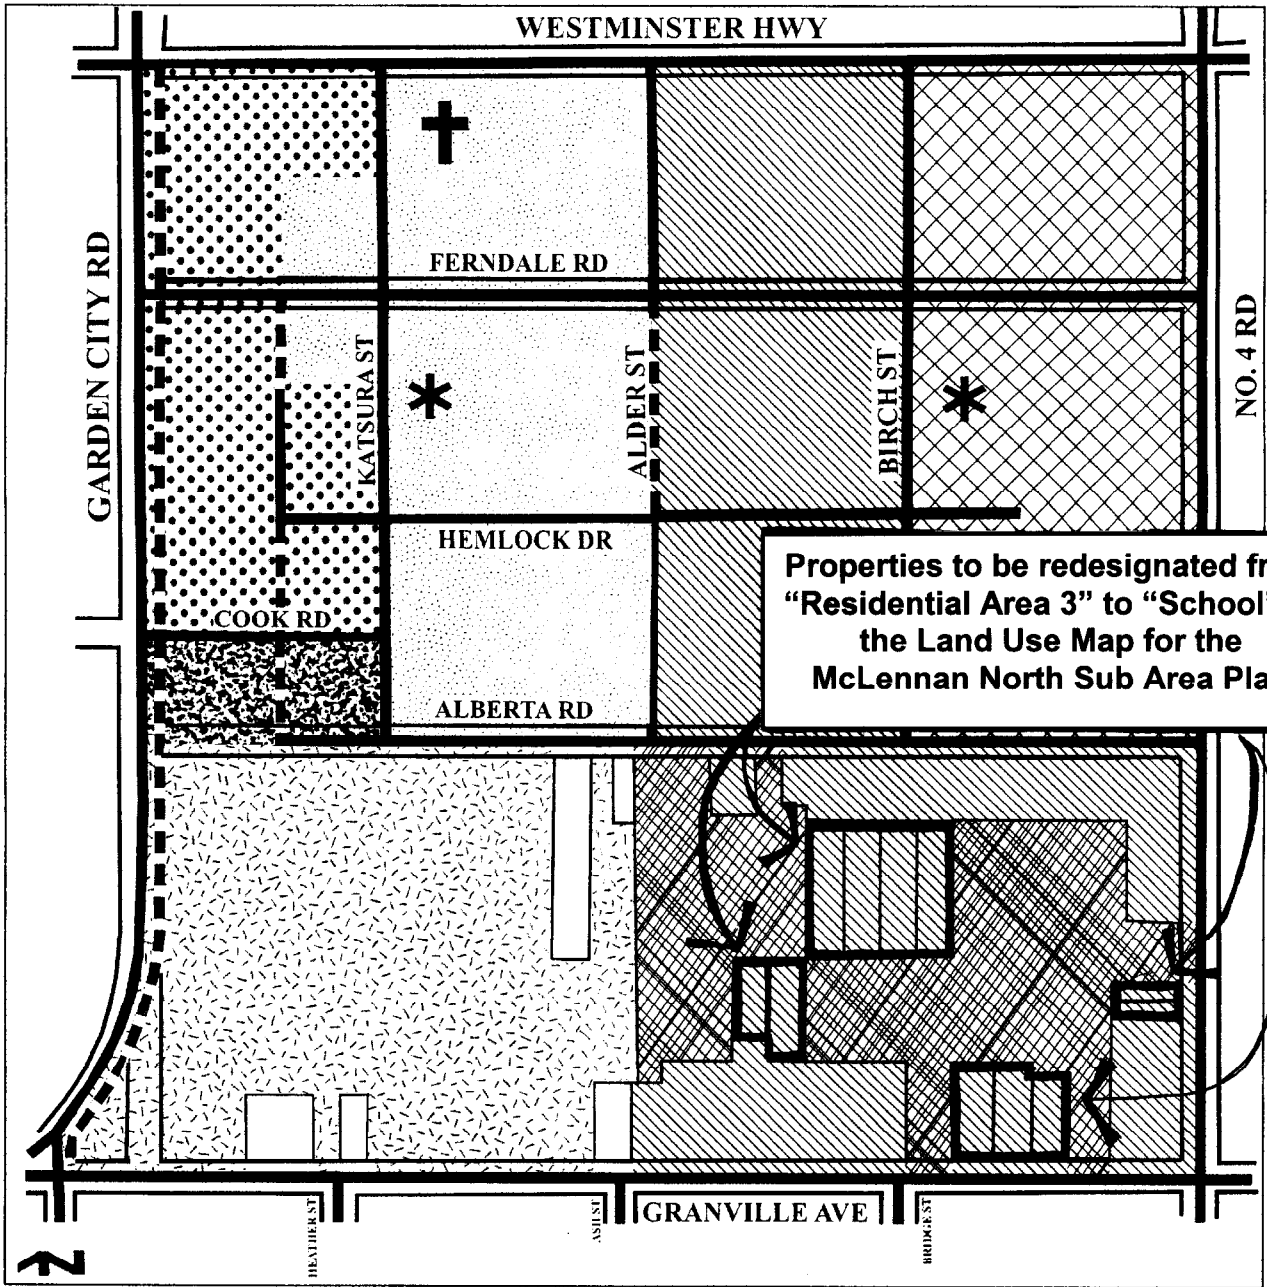 WESTMINSTER HWY
GARDEN CITY RD
FERNDALE RD
KATSURA ST
ALDER ST
BIRCH ST
NO. 4 RD
HEMLOCK DR
Properties to be redesignated
“Residential Area 3” to “School”
the Land Use Map for the
McLennan North Sub Area
COOK RD
ALBERTA RD
HEATHER ST
ASH ST
GRANVILLE AVE
BRIDGE ST
N